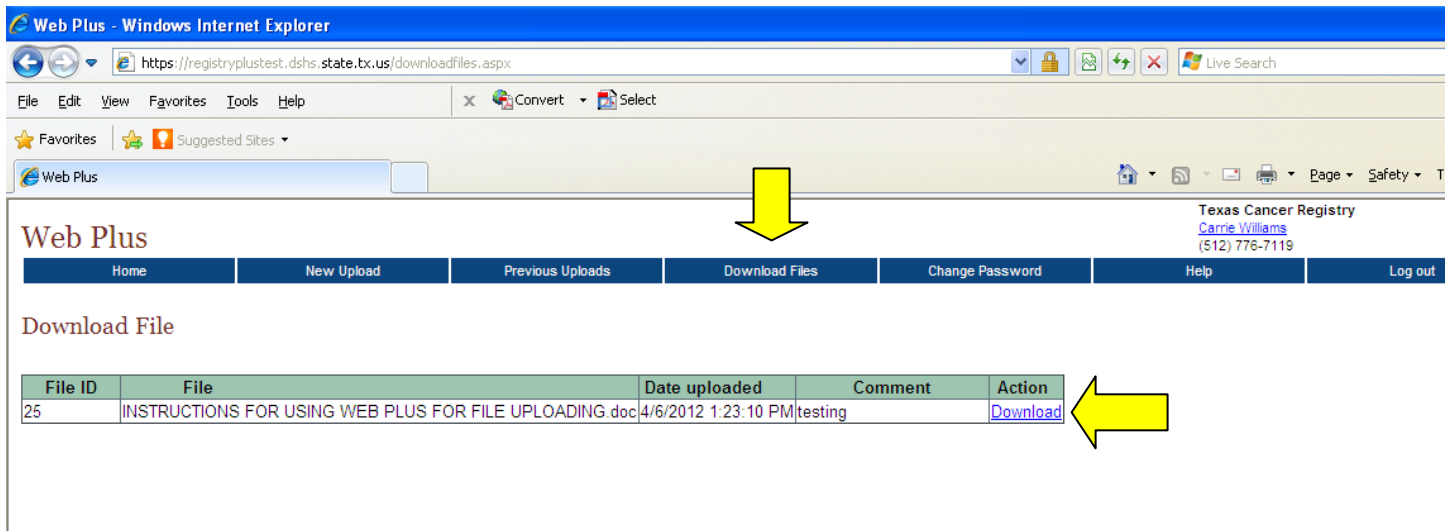 Web Plus - Windows Internet Explorer
https://registryplustest.dshs.state.tx.us/downloadfiles.aspx Live Search
File Edit View Favorites Tools Help x Convert Select
Favorites Suggested Sites
Web Plus Page Safety T
Texas Cancer Registry
Web Plus Carrie Williams
(512) 776-7119
Home New Upload Previous Uploads Download Files Change Password Help Log out
Download File
File ID File Date uploaded Comment Action
25 INSTRUCTIONS FOR USING WEB PLUS FOR FILE UPLOADING.doc 4/6/2012 1:23:10 PM testing Download